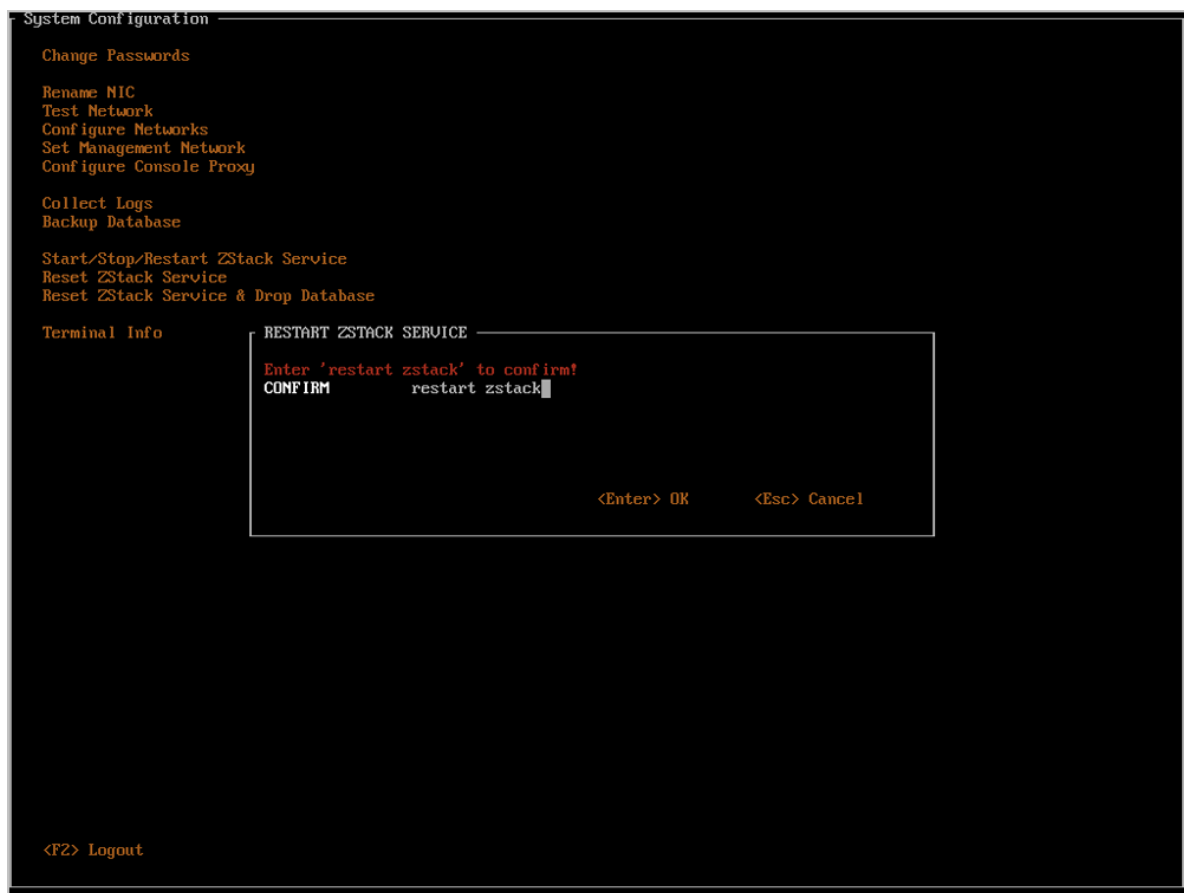 System Configuration
Change Passwords
Rename NIC
Test Network
Configure Networks
Set Management Network
Configure Console Proxy
Collect Logs
Backup Database
Start/Stop/Restart ZStack Service
Reset ZStack Service
Reset ZStack Service & Drop Database
Terminal Info
RESTART ZSTACK SERVICE
Enter 'restart zstack' to confirm!
CONFIRM restart zstack
<Enter> OK <Esc> Cancel
<F2> Logout